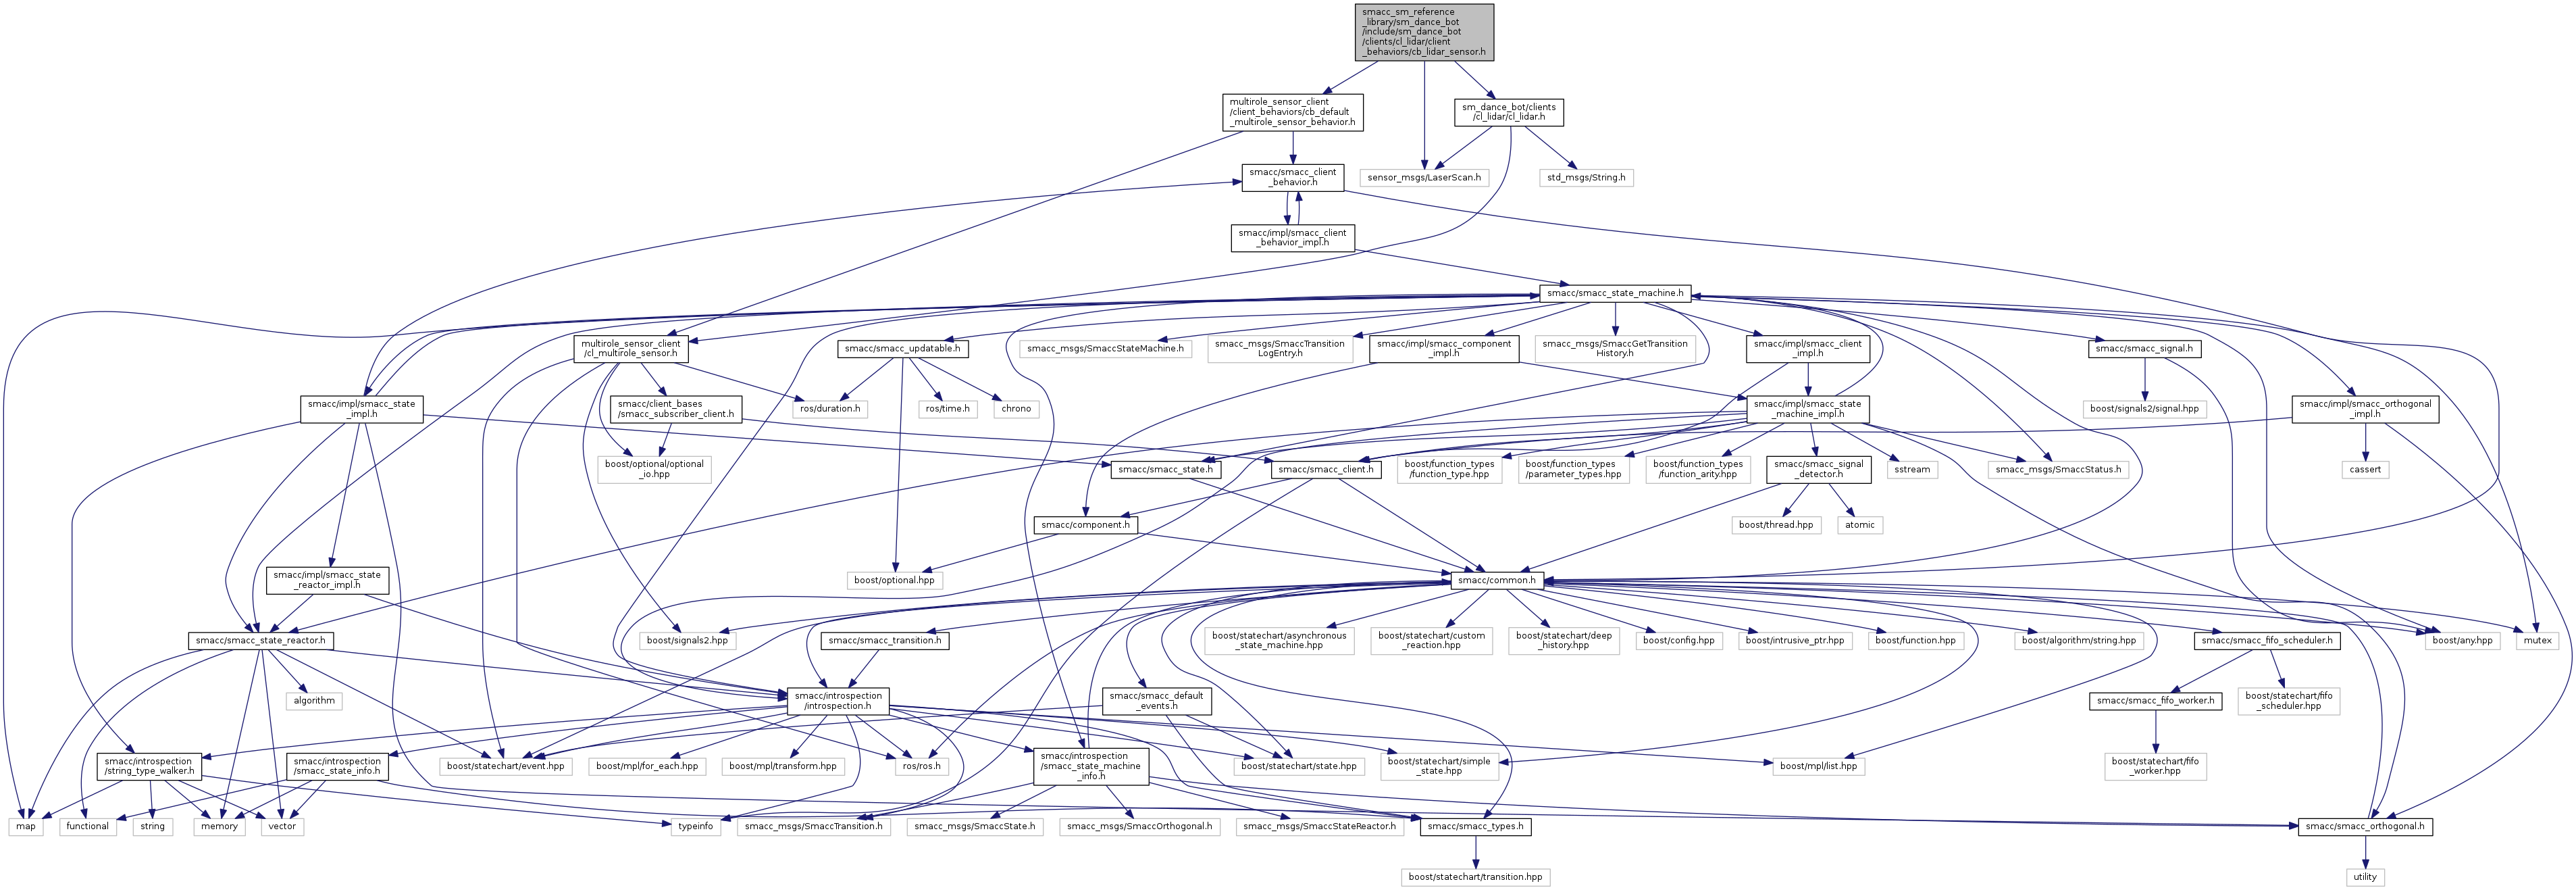 smacc_sm_reference
_library/sm_dance_bot
/include/sm_dance_bot
/clients/cl_lidar/client
_behaviors/cb_lidar_sensor.h
multirole_sensor_client
/client_behaviors/cb_default
_multirole_sensor_behavior.h
sm_dance_bot/clients
/cl_lidar/cl_lidar.h
smacc/smacc_client
_behavior.h
sensor_msgs/LaserScan.h
std_msgs/String.h
smacc/impl/smacc_client
_behavior_impl.h
smacc/smacc_state_machine.h
multirole_sensor_client
/cl_multirole_sensor.h
smacc/smacc_updatable.h
smacc_msgs/SmaccStateMachine.h
smacc_msgs/SmaccTransition
LogEntry.h
smacc/impl/smacc_component
_impl.h
smacc_msgs/SmaccGetTransition
History.h
smacc/impl/smacc_client
_impl.h
smacc/smacc_signal.h
smacc/impl/smacc_state
_impl.h
smacc/client_bases
/smacc_subscriber_client.h
ros/duration.h
ros/time.h
chrono
smacc/impl/smacc_state
_machine_impl.h
boost/signals2/signal.hpp
smacc/impl/smacc_orthogonal
_impl.h
boost/optional/optional
_io.hpp
smacc/smacc_state.h
smacc/smacc_client.h
boost/function_types
/function_type.hpp
boost/function_types
/parameter_types.hpp
boost/function_types
/function_arity.hpp
smacc/smacc_signal
_detector.h
sstream
smacc_msgs/SmaccStatus.h
cassert
smacc/component.h
boost/thread.hpp
atomic
smacc/impl/smacc_state
_reactor_impl.h
boost/optional.hpp
smacc/common.h
smacc/smacc_state_reactor.h
boost/signals2.hpp
smacc/smacc_transition.h
boost/statechart/asynchronous
_state_machine.hpp
boost/statechart/custom
_reaction.hpp
boost/statechart/deep
_history.hpp
boost/config.hpp
boost/intrusive_ptr.hpp
boost/function.hpp
boost/algorithm/string.hpp
smacc/smacc_fifo_scheduler.h
boost/any.hpp
mutex
algorithm
smacc/introspection
/introspection.h
smacc/smacc_default
_events.h
smacc/smacc_fifo_worker.h
boost/statechart/fifo
_scheduler.hpp
smacc/introspection
/string_type_walker.h
smacc/introspection
/smacc_state_info.h
boost/statechart/event.hpp
boost/mpl/for_each.hpp
boost/mpl/transform.hpp
ros/ros.h
smacc/introspection
/smacc_state_machine
_info.h
boost/statechart/state.hpp
boost/statechart/simple
_state.hpp
boost/mpl/list.hpp
boost/statechart/fifo
_worker.hpp
map
functional
string
memory
vector
typeinfo
smacc_msgs/SmaccTransition.h
smacc_msgs/SmaccState.h
smacc_msgs/SmaccOrthogonal.h
smacc_msgs/SmaccStateReactor.h
smacc/smacc_types.h
smacc/smacc_orthogonal.h
boost/statechart/transition.hpp
utility